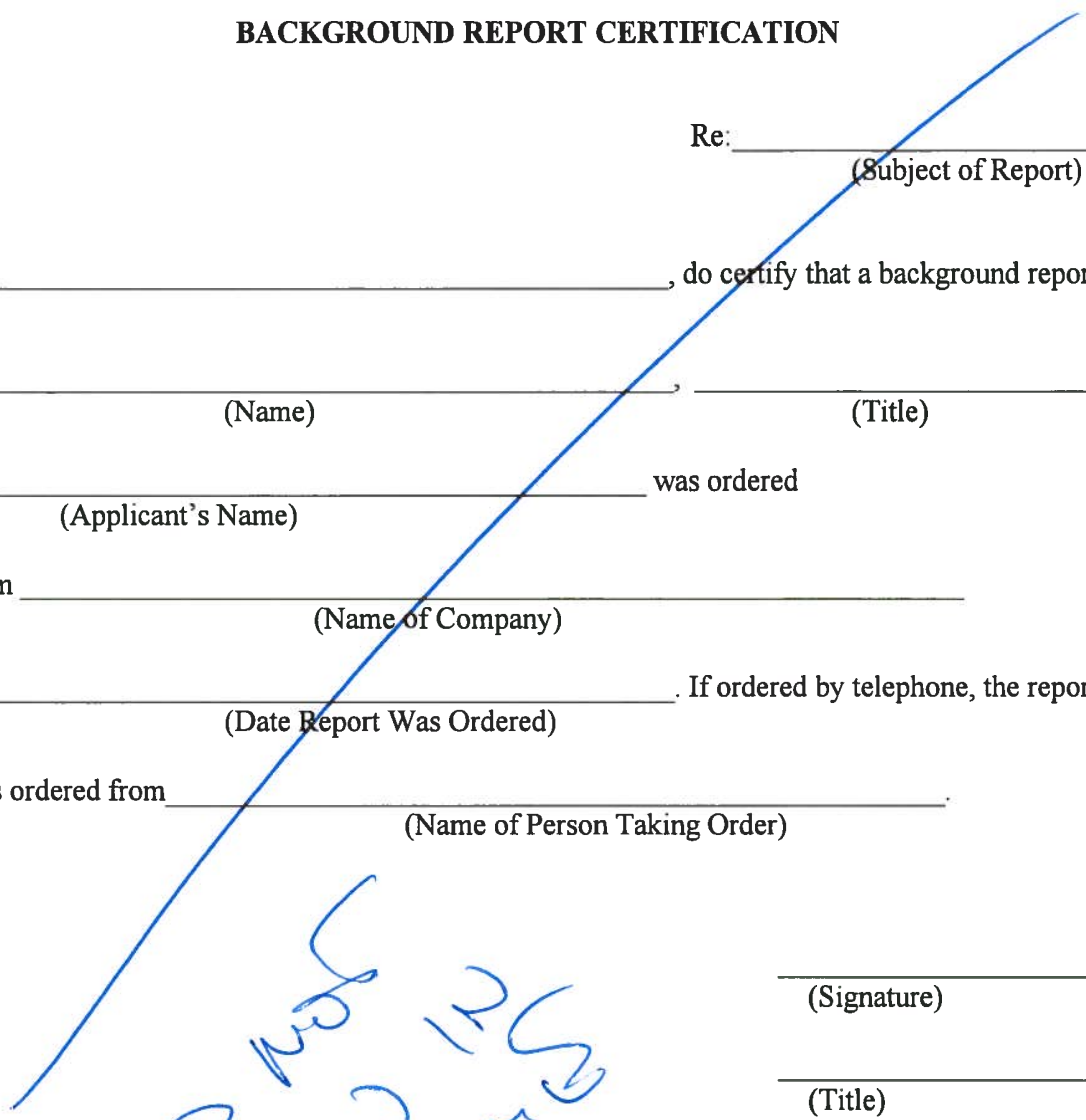 BACKGROUND REPORT CERTIFICATION
Re:
(Subject of Report)
, do certify that a background repor
,
(Name) (Title)
was ordered
(Applicant’s Name)
(Name of Company)
. If ordered by telephone, the repor
(Date Report Was Ordered)
s ordered from .
(Name of Person Taking Order)
(Signature)
(Title)